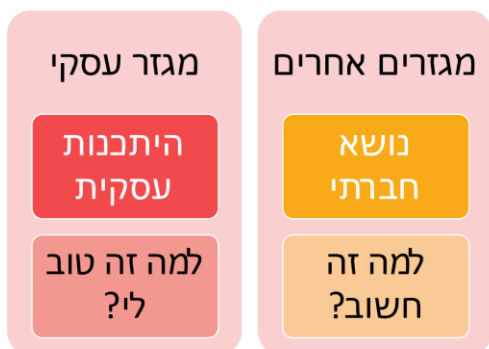 מגזרים אחרים
נושא
חברתי
למה זה
חשוב?
מגזר עסקי
היתכנות
עסקית
למה זה טוב
לי?